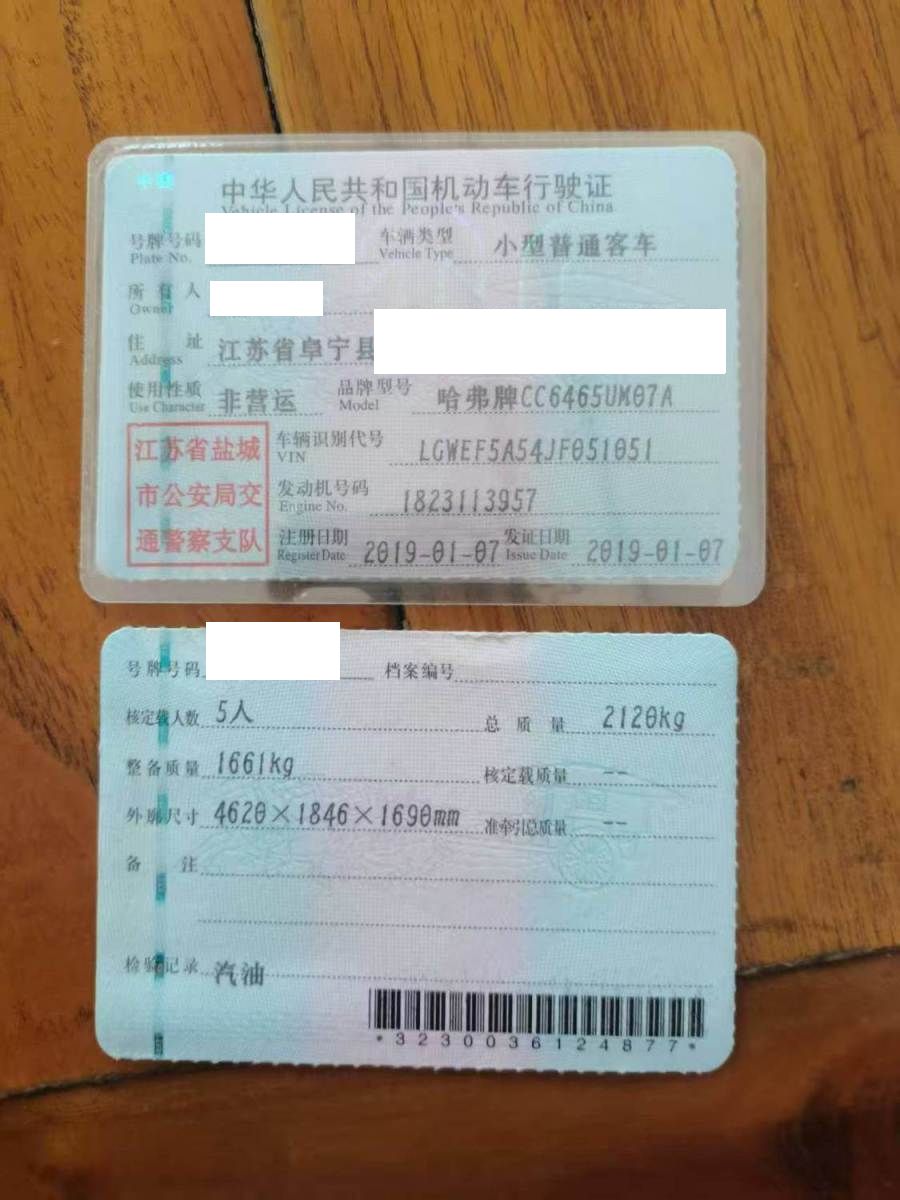 中华人民共和国机动车行驶证
Vehicle License of the People's Republic of China
号牌号码 车辆类型 小型普通客车
Plate No. Vehicle Type
所有人
Owner
住址 江苏省阜宁县
Address
使用性质 非营运 品牌型号 哈弗牌CC6465UM07A
Use Character Model
江苏省盐城
市公安局交
通警察支队
车辆识别代号 LGWEF5A54JF051051
VIN
发动机号码 1823113957
Engine No.
注册日期 2019-01-07 发证日期 2019-01-07
Register Date Issue Date
号牌号码 档案编号
核定载人数 5人 总质量 2120kg
整备质量 1661kg 核定载质量 --
外廓尺寸 4620×1846×1690mm 准牵引总质量 --
备注
检验记录 汽油
*3230036124877*